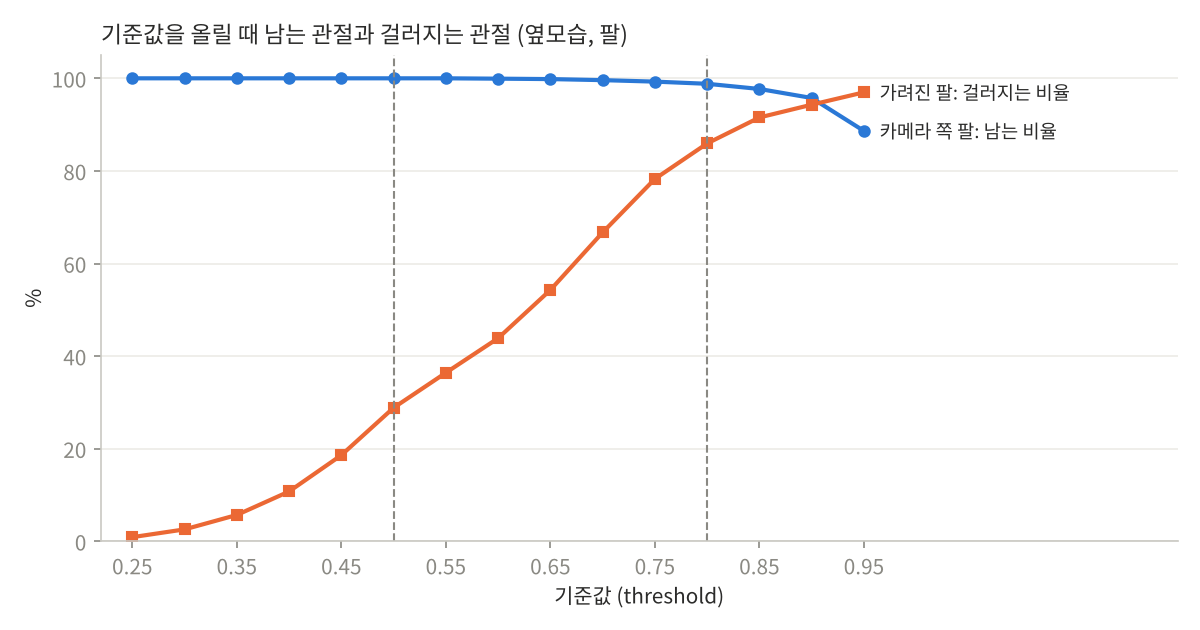 기준값을 올릴 때 남는 관절과 걸러지는 관절 (옆모습, 팔)
100
80
60
40
20
0
%
가려진 팔: 걸러지는 비율
카메라 쪽 팔: 남는 비율
0.25 0.35 0.45 0.55 0.65 0.75 0.85 0.95
기준값 (threshold)